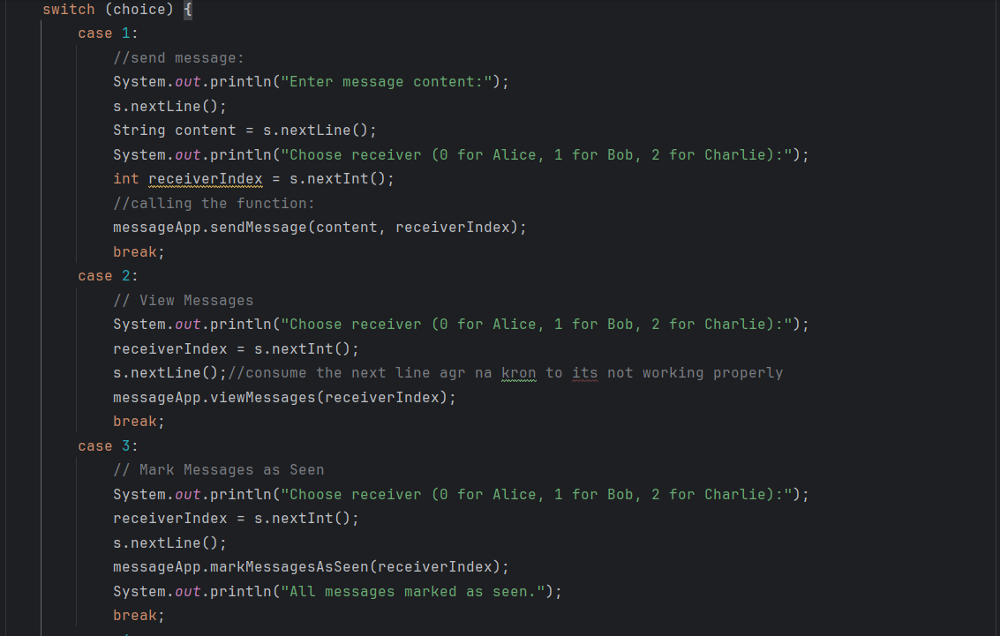 switch (choice) {
case 1:
//send message:
System.out.println("Enter message content:");
s.nextLine();
String content = s.nextLine();
System.out.println("Choose receiver (0 for Alice, 1 for Bob, 2 for Charlie):");
int receiverIndex = s.nextInt();
//calling the function:
messageApp.sendMessage(content, receiverIndex);
break;
case 2:
// View Messages
System.out.println("Choose receiver (0 for Alice, 1 for Bob, 2 for Charlie):");
receiverIndex = s.nextInt();
s.nextLine();//consume the next line agr na kron to its not working properly
messageApp.viewMessages(receiverIndex);
break;
case 3:
// Mark Messages as Seen
System.out.println("Choose receiver (0 for Alice, 1 for Bob, 2 for Charlie):");
receiverIndex = s.nextInt();
s.nextLine();
messageApp.markMessagesAsSeen(receiverIndex);
System.out.println("All messages marked as seen.");
break;